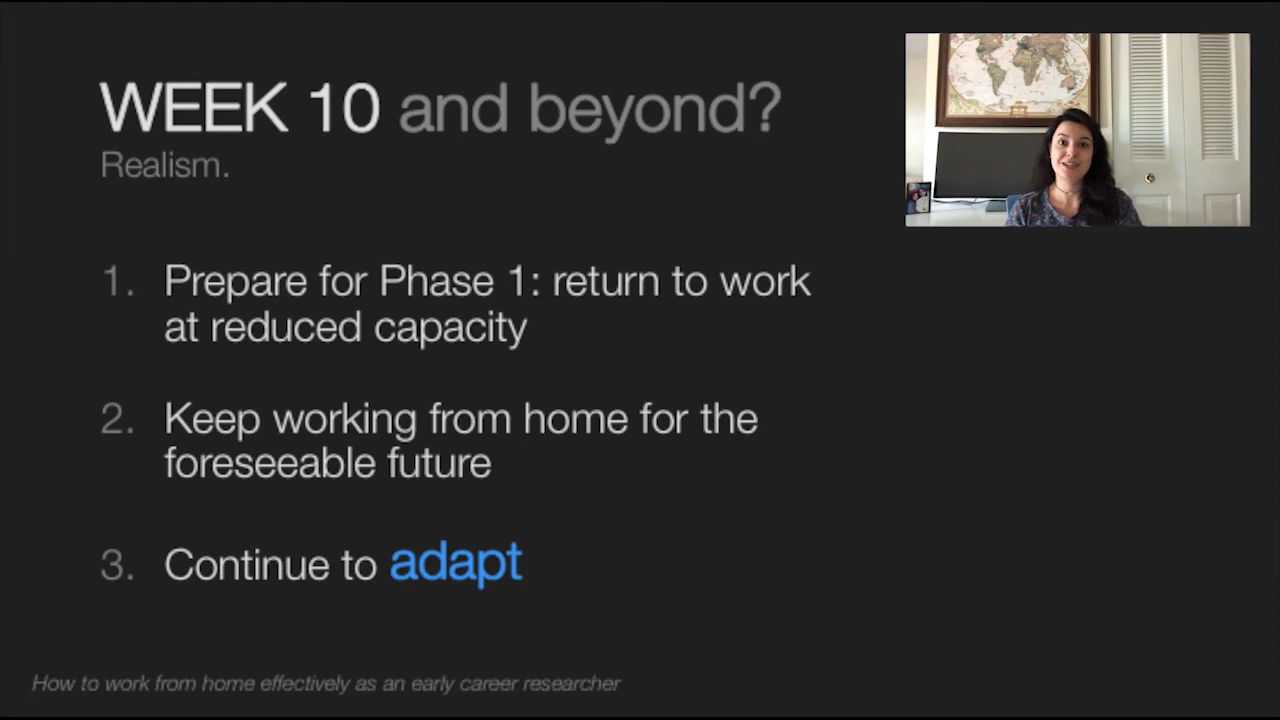 WEEK 10 and beyond?
Realism.
1. Prepare for Phase 1: return to work
at reduced capacity
2. Keep working from home for the
foreseeable future
3. Continue to adapt
How to work from home effectively as an early career researcher